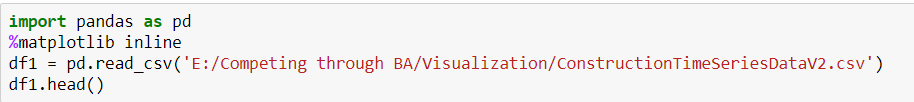 import pandas as pd
%matplotlib inline
df1 = pd.read_csv('E:/Competing through BA/Visualization/ConstructionTimeSeriesDataV2.csv')
df1.head()